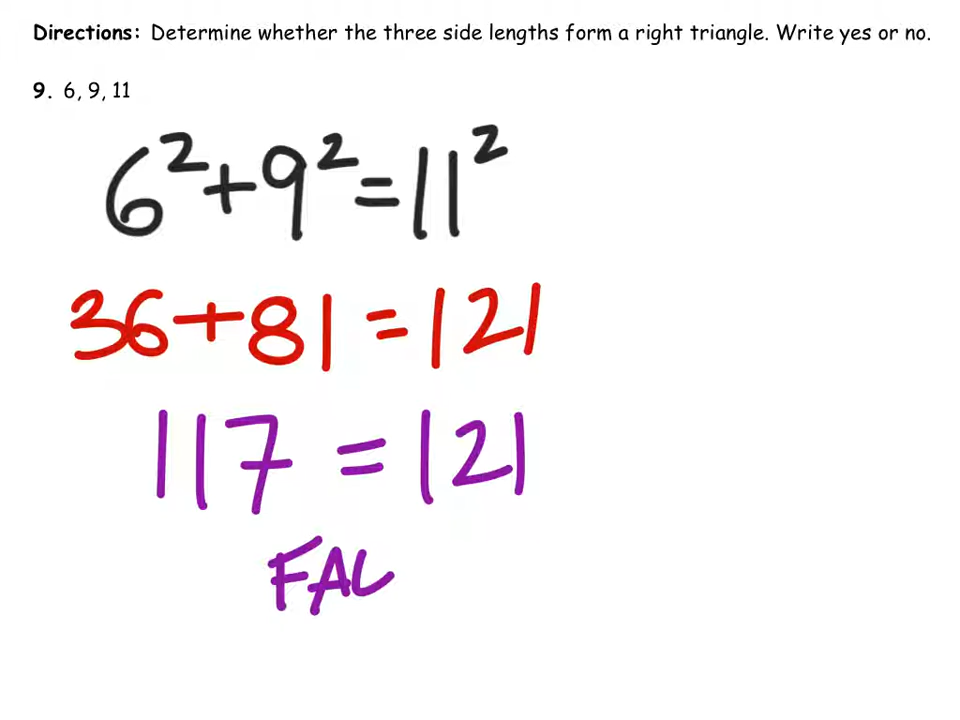 Directions: Determine whether the three side lengths form a right triangle. Write yes or no.
9. 6, 9, 11
6²+9²=11²
36+81=121
117=121
FAL